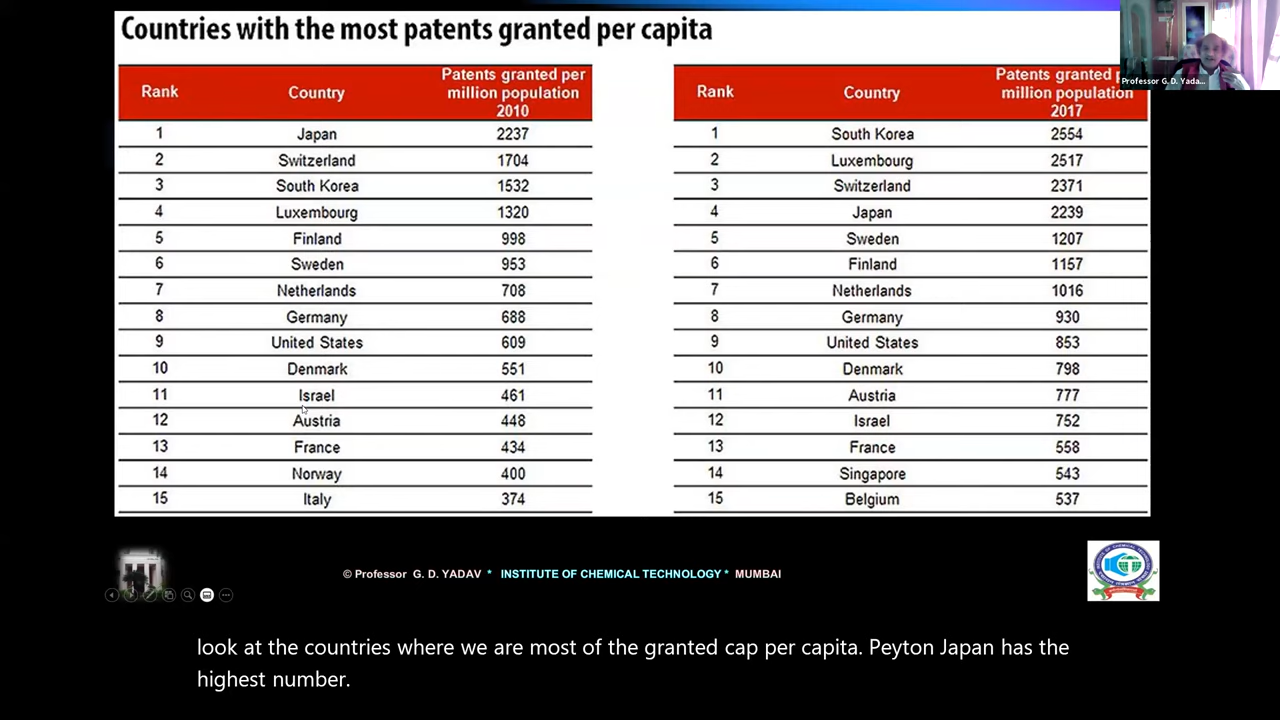 Countries with the most patents granted per capita
Professor G. D. Yada...
Rank Country Patents granted per million population 2010
1 Japan 2237
2 Switzerland 1704
3 South Korea 1532
4 Luxembourg 1320
5 Finland 998
6 Sweden 953
7 Netherlands 708
8 Germany 688
9 United States 609
10 Denmark 551
11 Israel 461
12 Austria 448
13 France 434
14 Norway 400
15 Italy 374
Rank Country Patents granted million population 2017
1 South Korea 2554
2 Luxembourg 2517
3 Switzerland 2371
4 Japan 2239
5 Sweden 1207
6 Finland 1157
7 Netherlands 1016
8 Germany 930
9 United States 853
10 Denmark 798
11 Austria 777
12 Israel 752
13 France 558
14 Singapore 543
15 Belgium 537
© Professor G. D. YADAV * INSTITUTE OF CHEMICAL TECHNOLOGY * MUMBAI
look at the countries where we are most of the granted cap per capita. Peyton Japan has the
highest number.